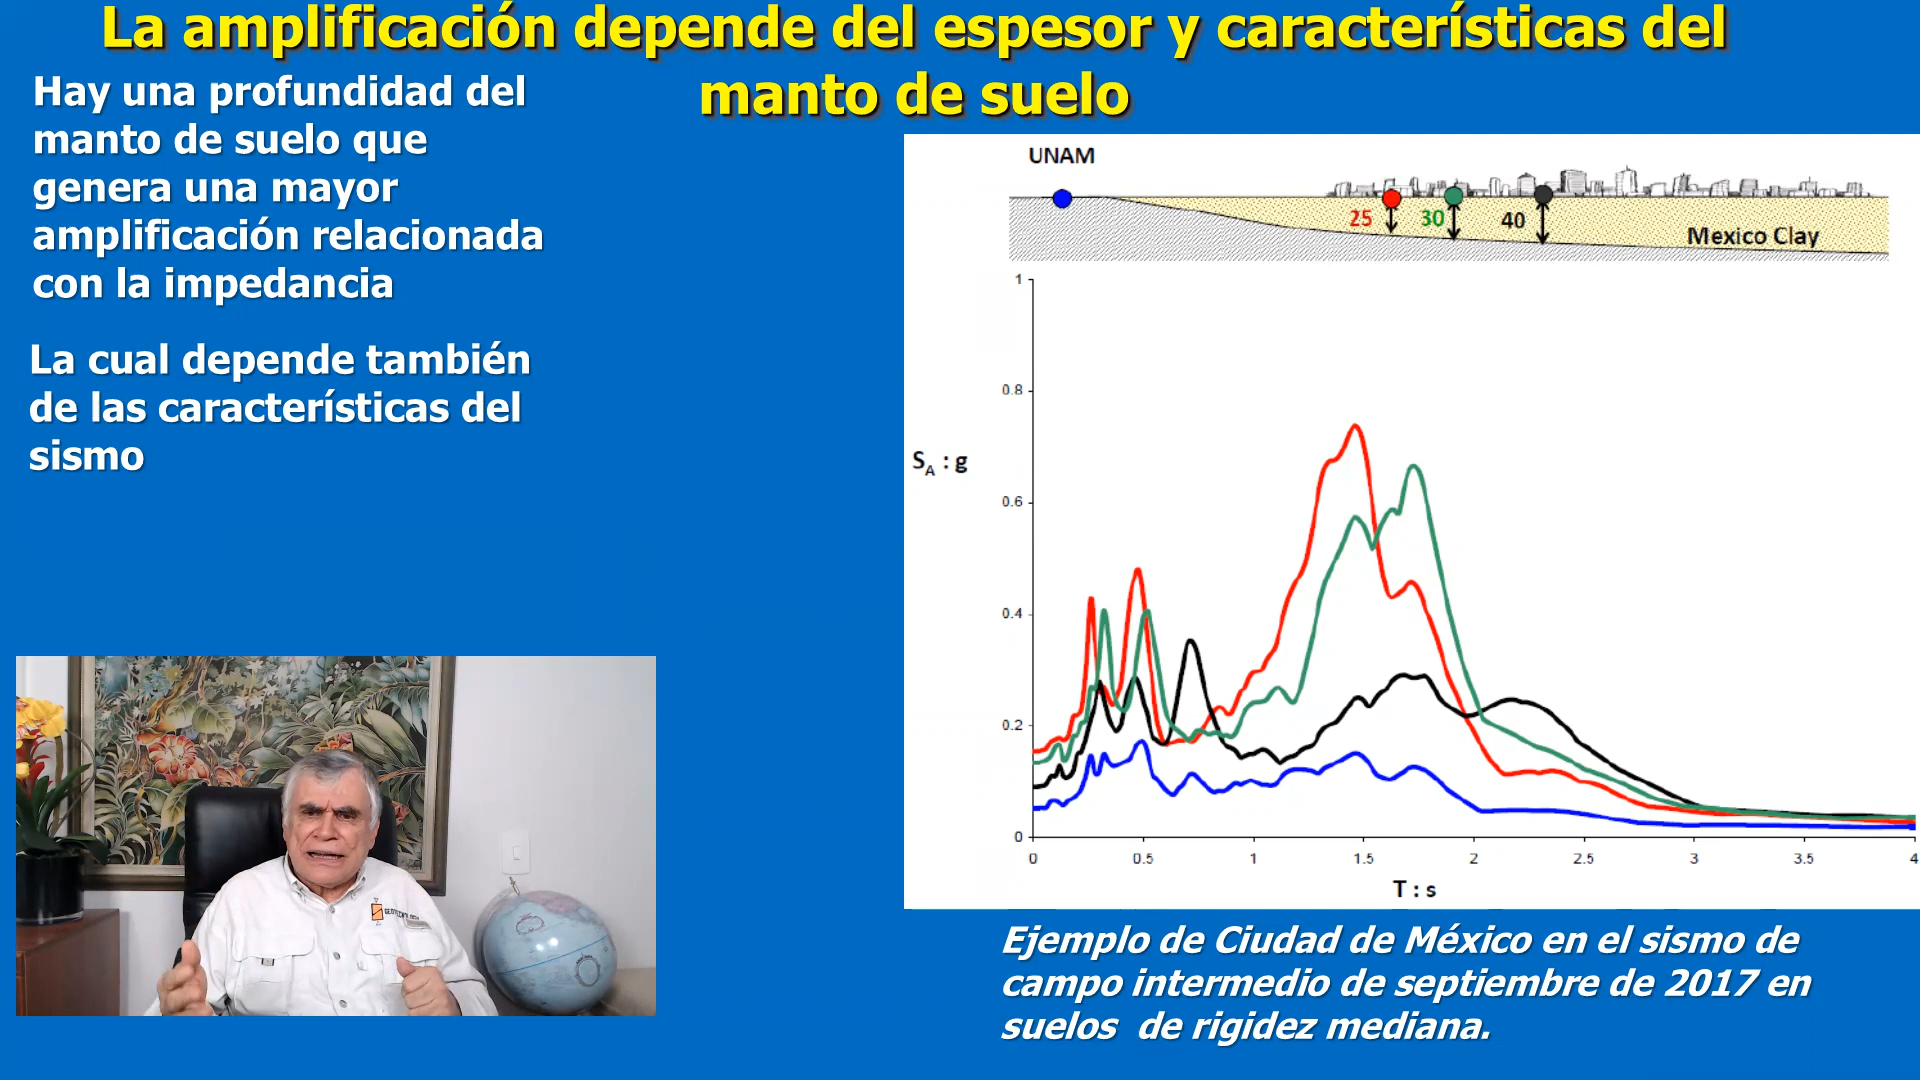 La amplificación depende del espesor y características del
manto de suelo
Hay una profundidad del
manto de suelo que
genera una mayor
amplificación relacionada
con la impedancia
La cual depende también
de las características del
sismo
UNAM
25
30
40
Mexico Clay
1
0.8
S_A : g
0.6
0.4
0.2
0
0 0.5 1 1.5 2 2.5 3 3.5 4
T : s
Ejemplo de Ciudad de México en el sismo de
campo intermedio de septiembre de 2017 en
suelos de rigidez mediana.